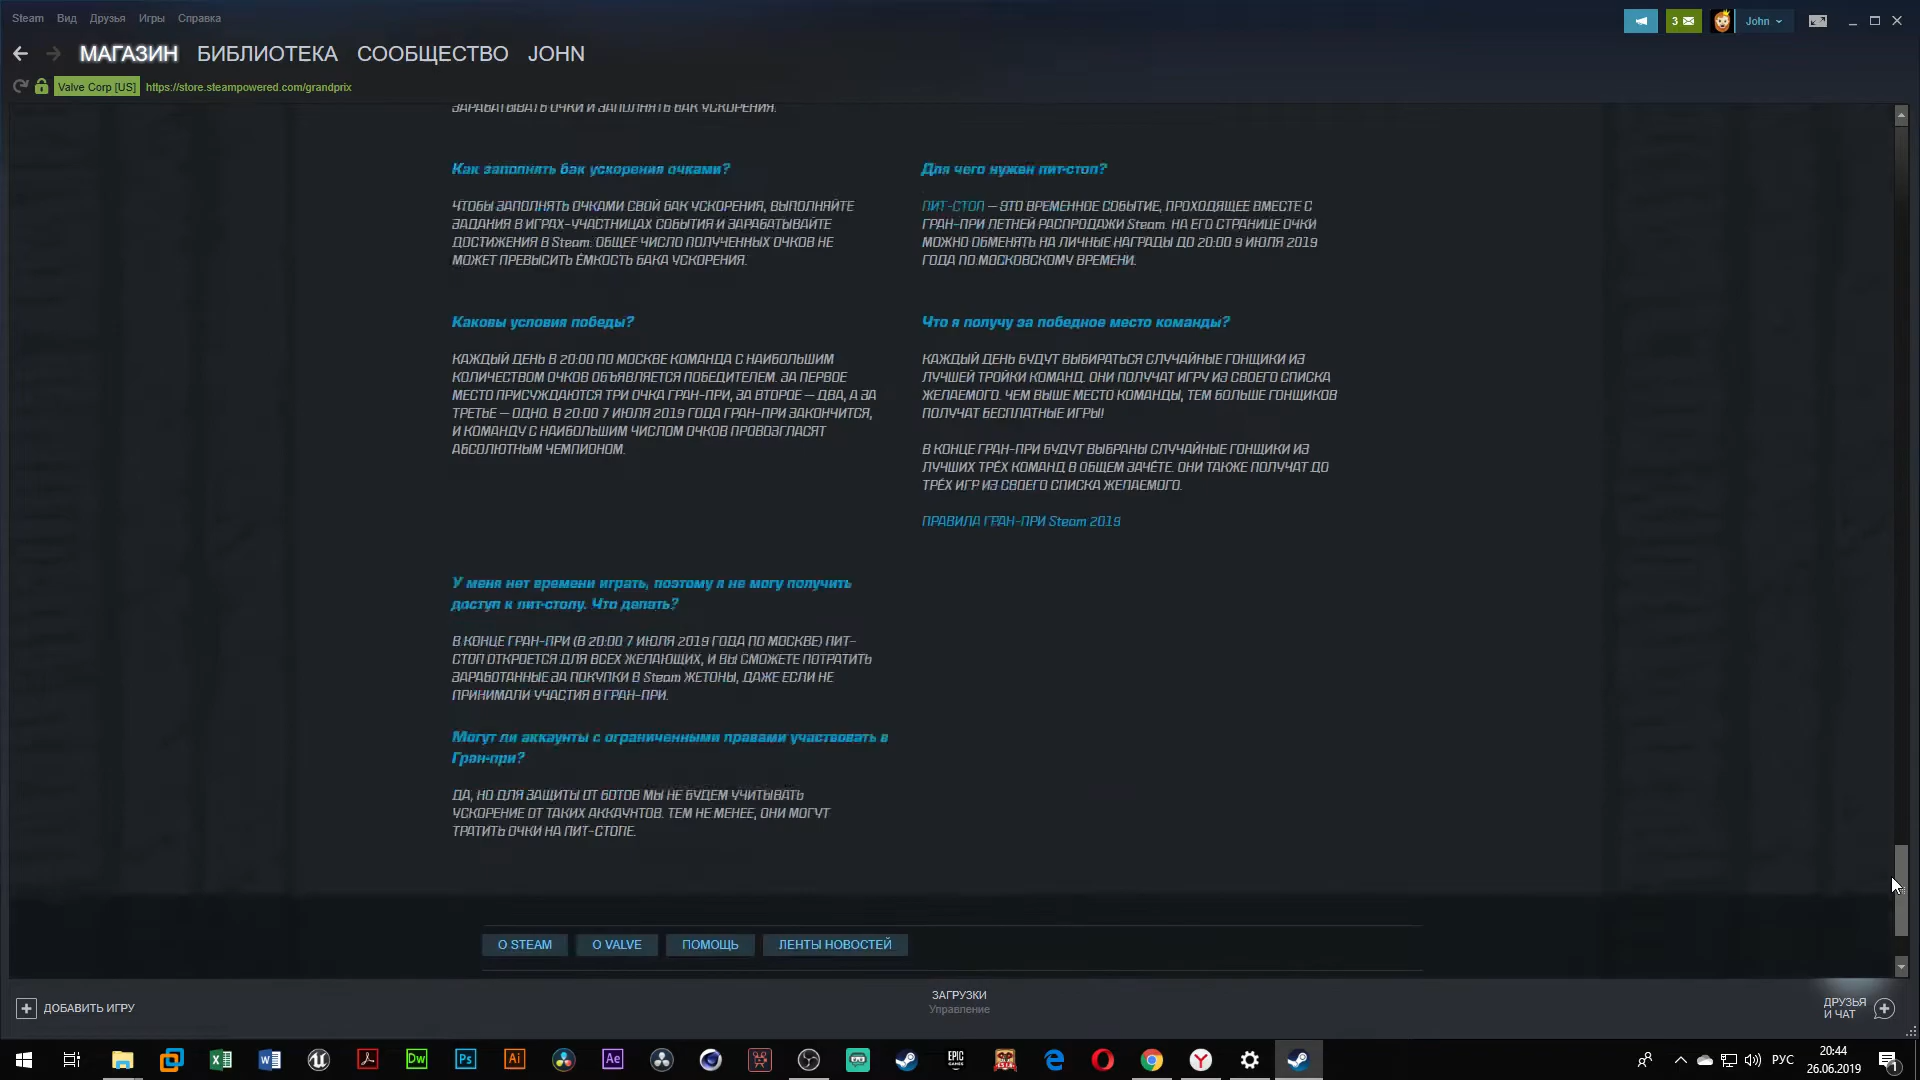 Steam Вид Друзья Игры Справка
3 John
МАГАЗИН БИБЛИОТЕКА СООБЩЕСТВО JOHN
Valve Corp [US] https://store.steampowered.com/grandprix
ЗАРАБАТЫВАТЬ ОЧКИ И ЗАПОЛНЯТЬ БАК УСКОРЕНИЯ.
Как заполнять бак ускорения очками?
ЧТОБЫ ЗАПОЛНЯТЬ ОЧКАМИ СВОЙ БАК УСКОРЕНИЯ, ВЫПОЛНЯЙТЕ
ЗАДАНИЯ В ИГРАХ-УЧАСТНИЦАХ СОБЫТИЯ И ЗАРАБАТЫВАЙТЕ
ДОСТИЖЕНИЯ В Steam. ОБЩЕЕ ЧИСЛО ПОЛУЧЕННЫХ ОЧКОВ НЕ
МОЖЕТ ПРЕВЫСИТЬ ЁМКОСТЬ БАКА УСКОРЕНИЯ.
Для чего нужен пит-стоп?
ПИТ-СТОП — ЭТО ВРЕМЕННОЕ СОБЫТИЕ, ПРОХОДЯЩЕЕ ВМЕСТЕ С
ГРАН-ПРИ ЛЕТНЕЙ РАСПРОДАЖИ Steam. НА ЕГО СТРАНИЦЕ ОЧКИ
МОЖНО ОБМЕНЯТЬ НА ЛИЧНЫЕ НАГРАДЫ ДО 20:00 9 ИЮЛЯ 2019
ГОДА ПО МОСКОВСКОМУ ВРЕМЕНИ.
Каковы условия победы?
КАЖДЫЙ ДЕНЬ В 20:00 ПО МОСКВЕ КОМАНДА С НАИБОЛЬШИМ
КОЛИЧЕСТВОМ ОЧКОВ ОБЪЯВЛЯЕТСЯ ПОБЕДИТЕЛЕМ. ЗА ПЕРВОЕ
МЕСТО ПРИСУЖДАЮТСЯ ТРИ ОЧКА ГРАН-ПРИ, ЗА ВТОРОЕ — ДВА, А ЗА
ТРЕТЬЕ — ОДНО. В 20:00 7 ИЮЛЯ 2019 ГОДА ГРАН-ПРИ ЗАКОНЧИТСЯ,
И КОМАНДУ С НАИБОЛЬШИМ ЧИСЛОМ ОЧКОВ ПРОВОЗГЛАСЯТ
АБСОЛЮТНЫМ ЧЕМПИОНОМ.
Что я получу за победное место команды?
КАЖДЫЙ ДЕНЬ БУДУТ ВЫБИРАТЬСЯ СЛУЧАЙНЫЕ ГОНЩИКИ ИЗ
ЛУЧШЕЙ ТРОЙКИ КОМАНД. ОНИ ПОЛУЧАТ ИГРУ ИЗ СВОЕГО СПИСКА
ЖЕЛАЕМОГО. ЧЕМ ВЫШЕ МЕСТО КОМАНДЫ, ТЕМ БОЛЬШЕ ГОНЩИКОВ
ПОЛУЧАТ БЕСПЛАТНЫЕ ИГРЫ!
В КОНЦЕ ГРАН-ПРИ БУДУТ ВЫБРАНЫ СЛУЧАЙНЫЕ ГОНЩИКИ ИЗ
ЛУЧШИХ ТРЁХ КОМАНД В ОБЩЕМ ЗАЧЁТЕ. ОНИ ТАКЖЕ ПОЛУЧАТ ДО
ТРЁХ ИГР ИЗ СВОЕГО СПИСКА ЖЕЛАЕМОГО.
ПРАВИЛА ГРАН-ПРИ Steam 2019
У меня нет времени играть, поэтому я не могу получить
доступ к пит-стопу. Что делать?
В КОНЦЕ ГРАН-ПРИ (В 20:00 7 ИЮЛЯ 2019 ГОДА ПО МОСКВЕ) ПИТ-
СТОП ОТКРОЕТСЯ ДЛЯ ВСЕХ ЖЕЛАЮЩИХ, И ВЫ СМОЖЕТЕ ПОТРАТИТЬ
ЗАРАБОТАННЫЕ ЗА ПОКУПКИ В Steam ЖЕТОНЫ, ДАЖЕ ЕСЛИ НЕ
ПРИНИМАЛИ УЧАСТИЯ В ГРАН-ПРИ.
Могут ли аккаунты с ограниченными правами участвовать в
Гран-при?
ДА, НО ДЛЯ ЗАЩИТЫ ОТ БОТОВ МЫ НЕ БУДЕМ УЧИТЫВАТЬ
УСКОРЕНИЕ ОТ ТАКИХ АККАУНТОВ. ТЕМ НЕ МЕНЕЕ, ОНИ МОГУТ
ТРАТИТЬ ОЧКИ НА ПИТ-СТОПЕ.
О STEAM О VALVE ПОМОЩЬ ЛЕНТЫ НОВОСТЕЙ
ДОБАВИТЬ ИГРУ
ЗАГРУЗКИ
Управление
ДРУЗЬЯ
И ЧАТ
Dw Ps Ai Ae EPIC GAMES
РУС
20:44
26.06.2019
1